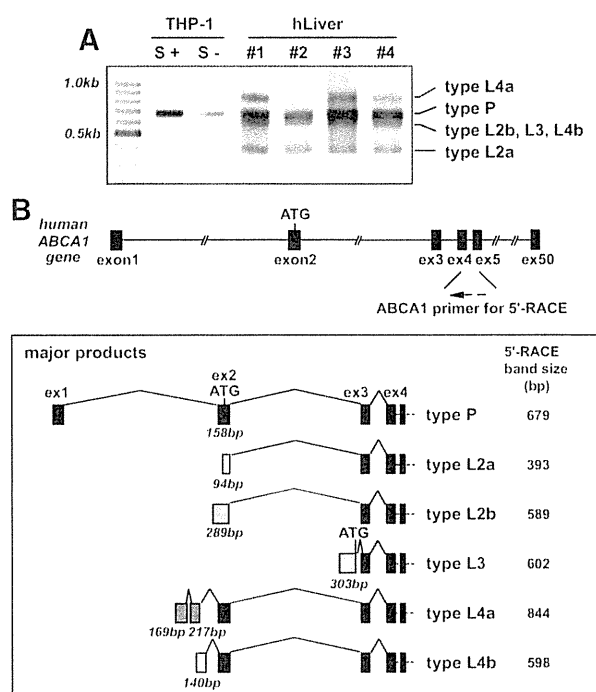 A
THP-1 hLiver
S + S - #1 #2 #3 #4
1.0kb
0.5kb
type L4a
type P
type L2b, L3, L4b
type L2a
B
human
ABCA1
gene
ATG
exon1 exon2 ex3 ex4 ex5 ex50
ABCA1 primer for 5'-RACE
major products
5'-RACE
band size
(bp)
ex1 ex2 ex3 ex4
ATG
158bp
type P 679
94bp
type L2a 393
289bp
type L2b 589
ATG
303bp
type L3 602
169bp 217bp
type L4a 844
140bp
type L4b 598